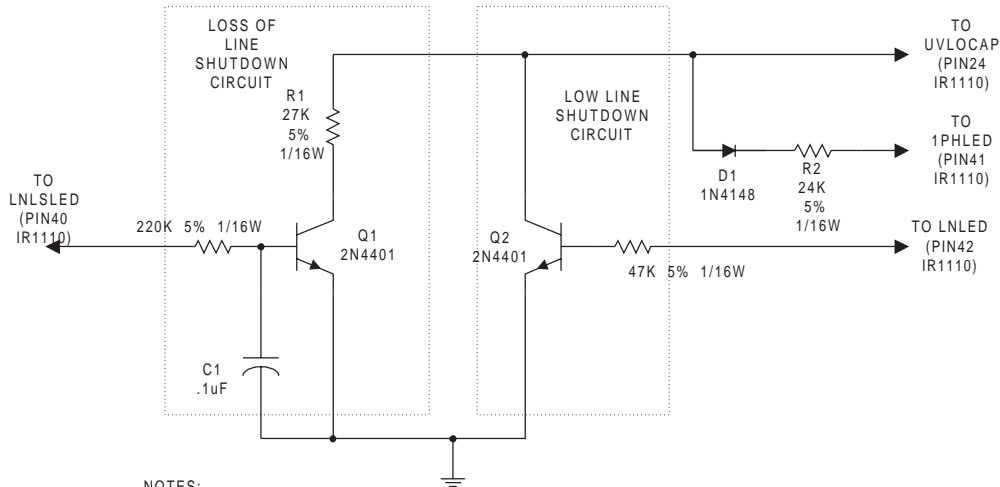 LOSS OF
LINE
SHUTDOWN
CIRCUIT
R1
27K
5%
1/16W
LOW LINE
SHUTDOWN
CIRCUIT
TO
UVLOCAP
(PIN24
IR1110)
TO
1PHLED
(PIN41
IR1110)
D1
1N4148
R2
24K
5%
1/16W
TO
LNLSLED
(PIN40
IR1110)
220K 5% 1/16W
Q1
2N4401
Q2
2N4401
47K 5% 1/16W
TO LNLED
(PIN42
IR1110)
C1
.1uF
NOTES: